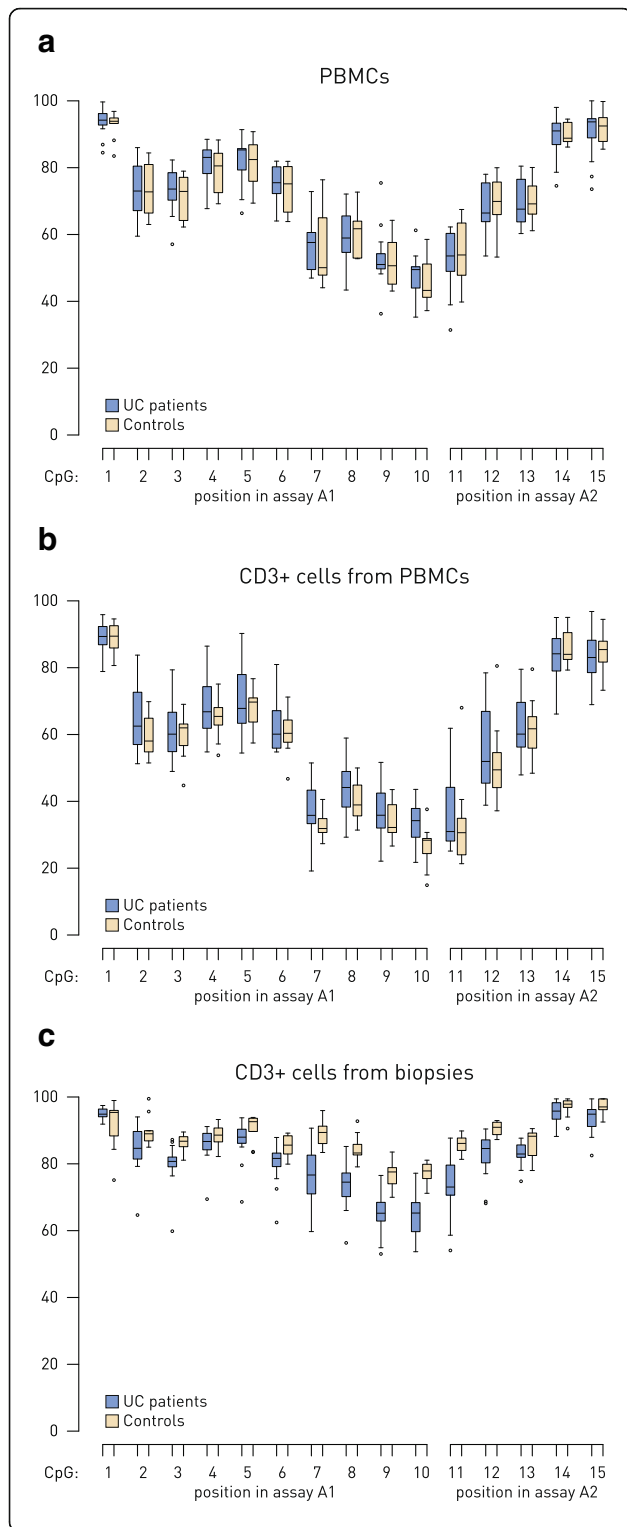 a
PBMCs
100
80
60
40
20
0
UC patients
Controls
CpG: 1 2 3 4 5 6 7 8 9 10 11 12 13 14 15
position in assay A1 position in assay A2
b
CD3+ cells from PBMCs
100
80
60
40
20
0
UC patients
Controls
CpG: 1 2 3 4 5 6 7 8 9 10 11 12 13 14 15
position in assay A1 position in assay A2
c
CD3+ cells from biopsies
100
80
60
40
20
0
UC patients
Controls
CpG: 1 2 3 4 5 6 7 8 9 10 11 12 13 14 15
position in assay A1 position in assay A2